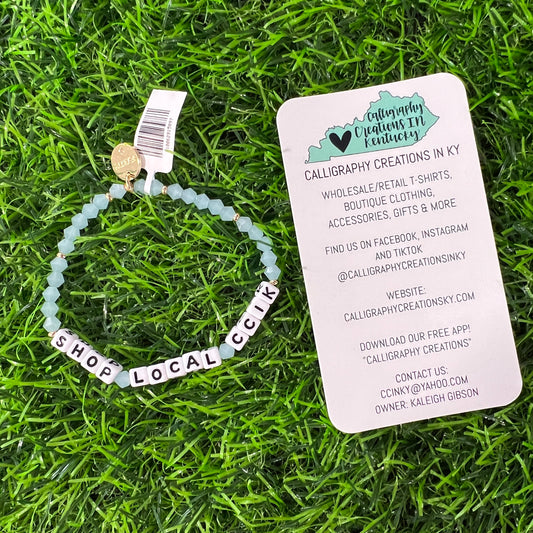 SHOP LOCAL CCIK
Calligraphy
Creations IN
Kentucky
CALLIGRAPHY CREATIONS IN KY
WHOLESALE/RETAIL T-SHIRTS,
BOUTIQUE CLOTHING,
ACCESSORIES, GIFTS & MORE
FIND US ON FACEBOOK, INSTAGRAM
AND TIKTOK
@CALLIGRAPHYCREATIONSINKY
WEBSITE:
CALLIGRAPHYCREATIONSKY.COM
DOWNLOAD OUR FREE APP!
"CALLIGRAPHY CREATIONS"
CONTACT US:
CCINKY@YAHOO.COM
OWNER: KALEIGH GIBSON